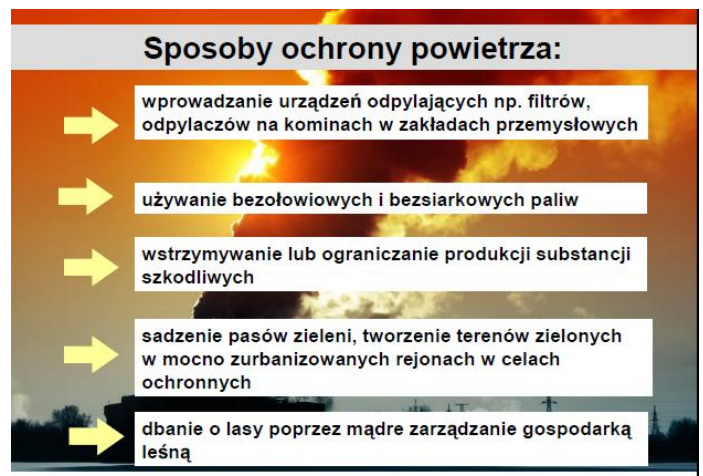 Sposoby ochrony powietrza:
wprowadzanie urządzeń odpylających np. filtrów,
odpylaczów na kominach w zakładach przemysłowych
używanie bezołowiowych i bezsiarkowych paliw
wstrzymywanie lub ograniczanie produkcji substancji
szkodliwych
sadzenie pasów zieleni, tworzenie terenów zielonych
w mocno zurbanizowanych rejonach w celach
ochronnych
dbanie o lasy poprzez mądre zarządzanie gospodarką
leśną